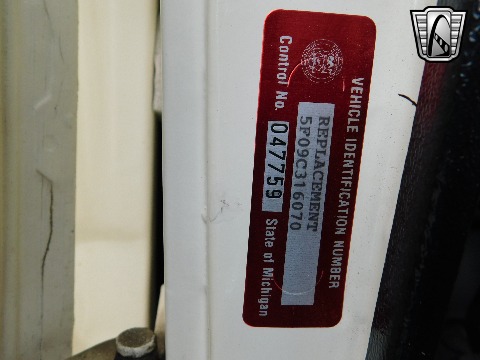 VEHICLE IDENTIFICATION NUMBER
REPLACEMENT
5F09C316070
Control No. 047759 State of Michigan